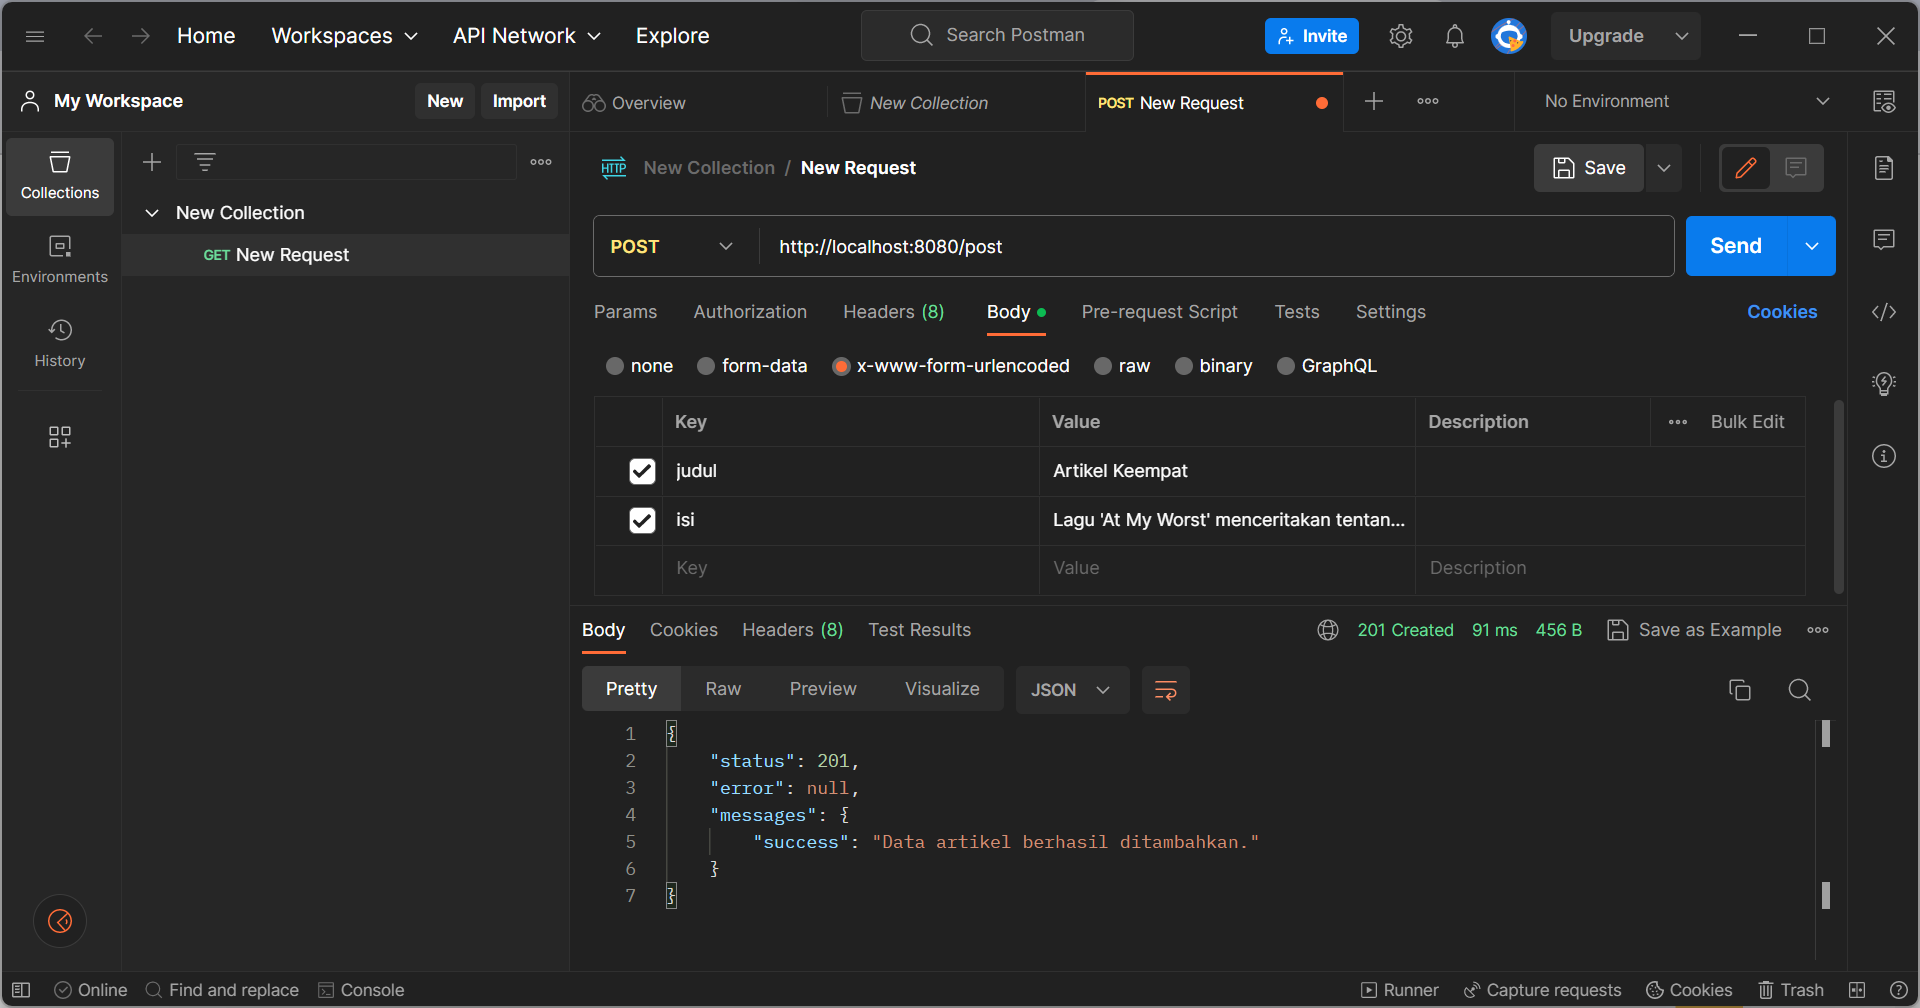 Home Workspaces API Network Explore Search Postman Invite Upgrade
My Workspace New Import Overview New Collection POST New Request No Environment
Collections
Environments
History
New Collection
GET New Request
HTTP New Collection / New Request Save
POST http://localhost:8080/post Send
Params Authorization Headers (8) Body Pre-request Script Tests Settings Cookies
none form-data x-www-form-urlencoded raw binary GraphQL
Key Value Description Bulk Edit
judul Artikel Keempat
isi Lagu 'At My Worst' menceritakan tentan...
Key Value Description
Body Cookies Headers (8) Test Results 201 Created 91 ms 456 B Save as Example
Pretty Raw Preview Visualize JSON
1 {
2 "status": 201,
3 "error": null,
4 "messages": {
5 "success": "Data artikel berhasil ditambahkan."
6 }
7 }
Online Find and replace Console Runner Capture requests Cookies Trash